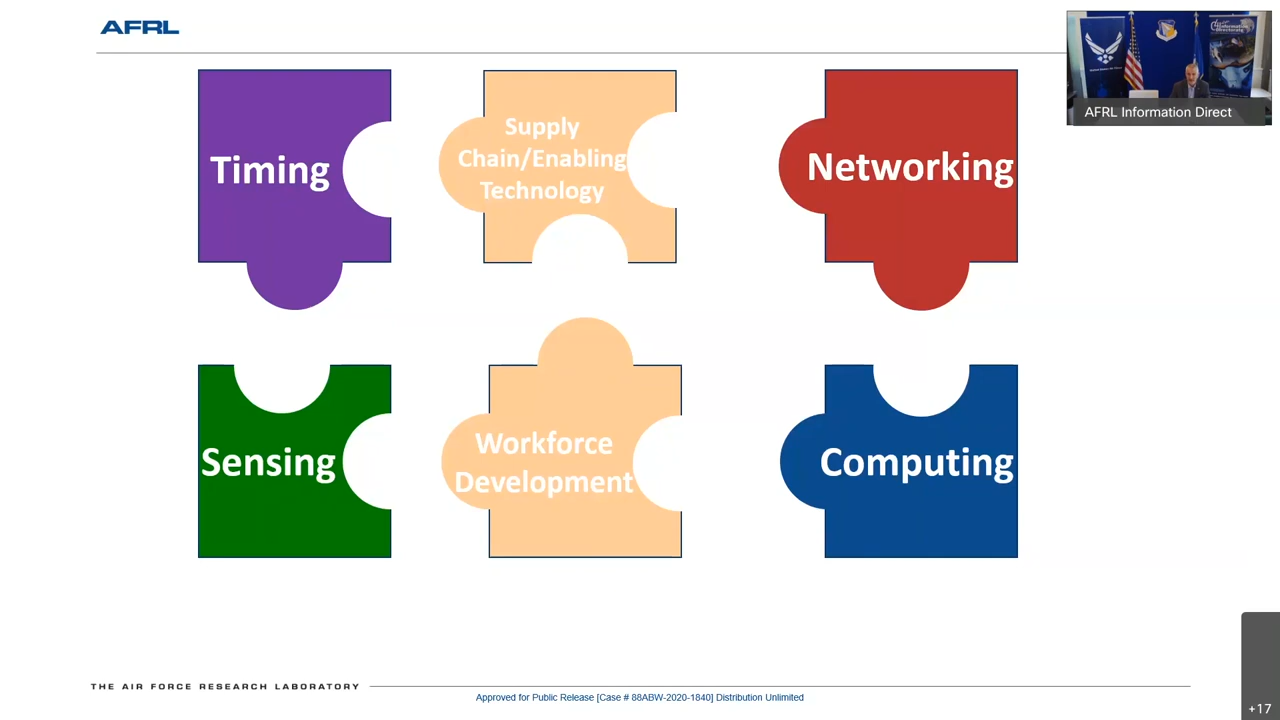 AFRL
AFRL Information Direct
Timing
Supply
Chain/Enabling
Technology
Networking
Sensing
Workforce
Development
Computing
THE AIR FORCE RESEARCH LABORATORY
Approved for Public Release [Case # 88ABW-2020-1840] Distribution Unlimited
+17